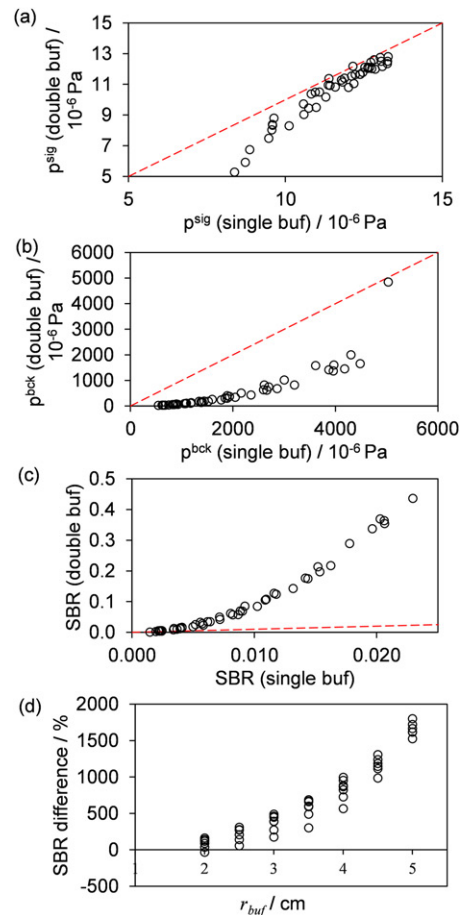 (a)
p^sig (double buf) /
10^-6 Pa
15
13
11
9
7
5
5 10 15
p^sig (single buf) / 10^-6 Pa
(b)
p^bck (double buf) /
10^-6 Pa
6000
5000
4000
3000
2000
1000
0
0 2000 4000 6000
p^bck (single buf) / 10^-6 Pa
(c)
SBR (double buf)
0.5
0.4
0.3
0.2
0.1
0.0
0.000 0.010 0.020
SBR (single buf)
(d)
SBR difference / %
2000
1500
1000
500
0
-500
1 2 3 4 5
r_buf / cm